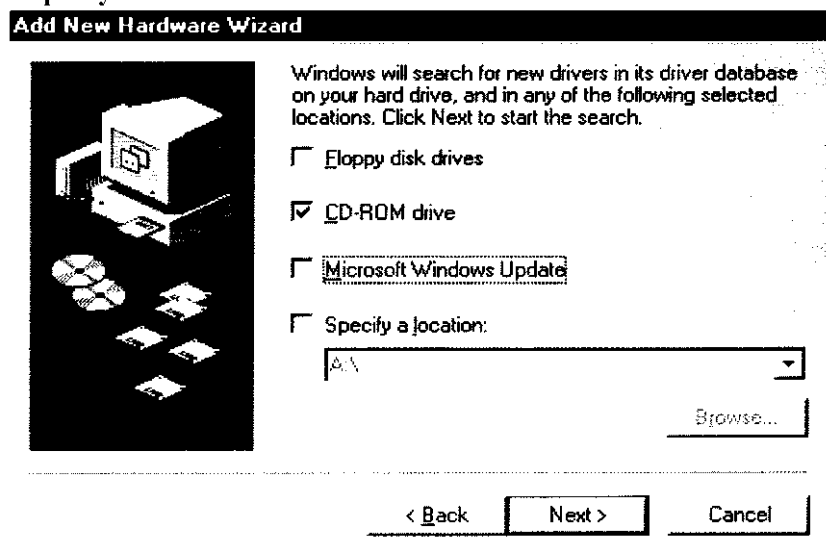 Add New Hardware Wizard
Windows will search for new drivers in its driver database
on your hard drive, and in any of the following selected
locations. Click Next to start the search.
Floppy disk drives
CD-ROM drive
Microsoft Windows Update
Specify a location:
A:\
Browse...
< Back Next > Cancel